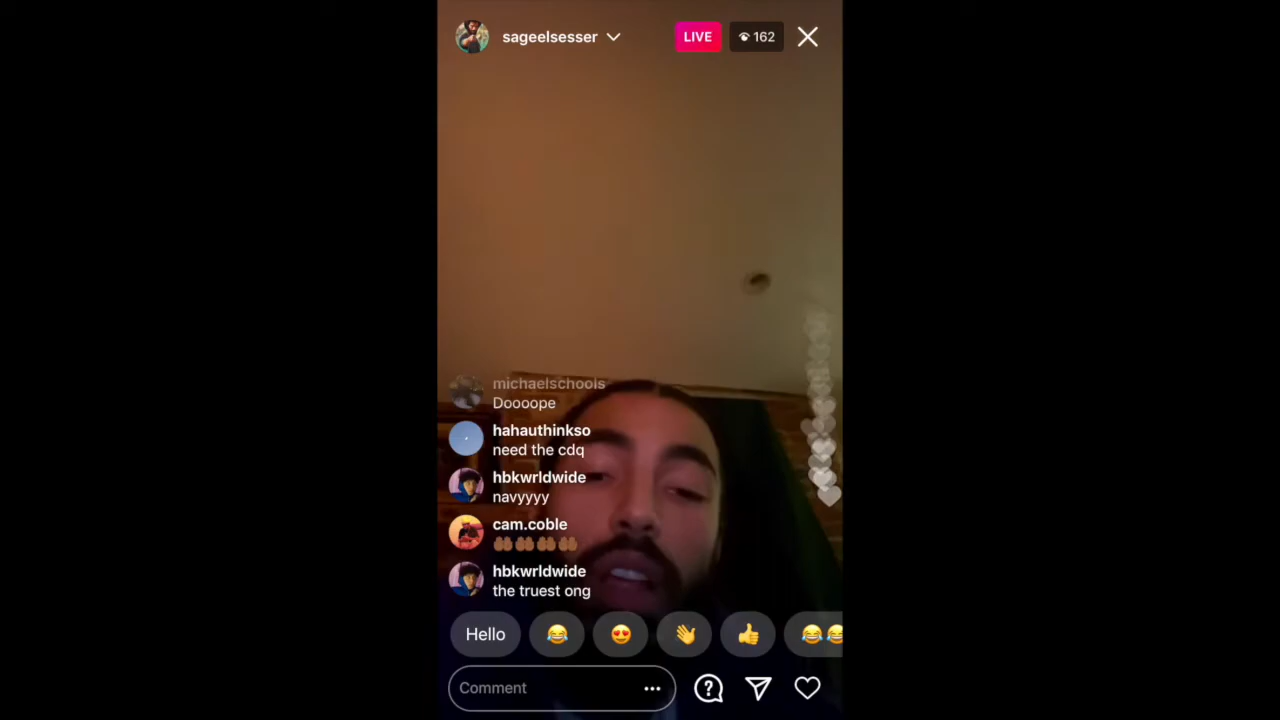 sageelsesser
LIVE
162
michaelschools
Doooope
hahauthinkso
need the cdq
hbkwrldwide
navyyyy
cam.coble
🤲🏾🤲🏾🤲🏾🤲🏾
hbkwrldwide
the truest ong
Hello 😂 😍 👋 👍 😂😂
Comment